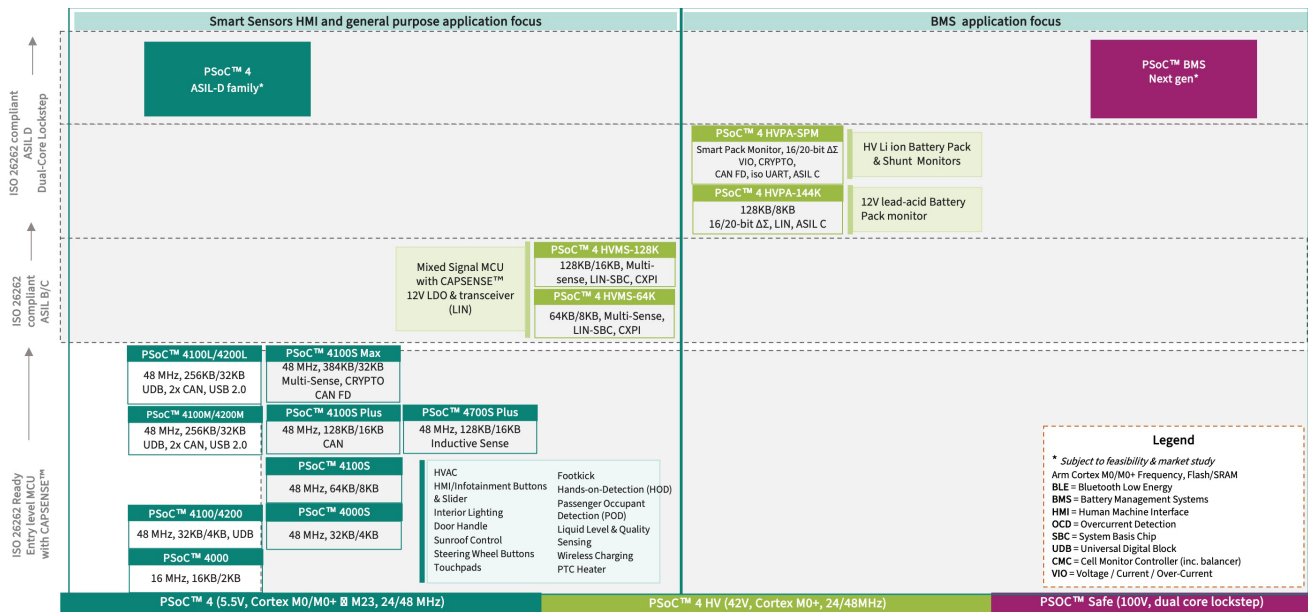 Smart Sensors HMI and general purpose application focus
BMS application focus
ISO 26262 compliant
ASIL D
Dual-Core Lockstep
PSoC™ 4
ASIL-D family*
PSoC™ BMS
Next gen*
PSoC™ 4 HVPA-SPM
Smart Pack Monitor, 16/20-bit ΔΣ
VIO, CRYPTO,
CAN FD, iso UART, ASIL C
HV Li ion Battery Pack
& Shunt Monitors
PSoC™ 4 HVPA-144K
128KB/8KB
16/20-bit ΔΣ, LIN, ASIL C
12V lead-acid Battery
Pack monitor
ISO 26262
compliant
ASIL B/C
Mixed Signal MCU
with CAPSENSE™
12V LDO & transceiver
(LIN)
PSoC™ 4 HVMS-128K
128KB/16KB, Multi-
sense, LIN-SBC, CXPI
PSoC™ 4 HVMS-64K
64KB/8KB, Multi-Sense,
LIN-SBC, CXPI
ISO 26262 Ready
Entry level MCU
with CAPSENSE™
PSoC™ 4100L/4200L
48 MHz, 256KB/32KB
UDB, 2x CAN, USB 2.0
PSoC™ 4100S Max
48 MHz, 384KB/32KB
Multi-Sense, CRYPTO
CAN FD
PSoC™ 4100M/4200M
48 MHz, 256KB/32KB
UDB, 2x CAN, USB 2.0
PSoC™ 4100S Plus
48 MHz, 128KB/16KB
CAN
PSoC™ 4700S Plus
48 MHz, 128KB/16KB
Inductive Sense
PSoC™ 4100S
48 MHz, 64KB/8KB
PSoC™ 4100/4200
48 MHz, 32KB/4KB, UDB
PSoC™ 4000S
48 MHz, 32KB/4KB
PSoC™ 4000
16 MHz, 16KB/2KB
HVAC
HMI/Infotainment Buttons
& Slider
Interior Lighting
Door Handle
Sunroof Control
Steering Wheel Buttons
Touchpads
Footkick
Hands-on-Detection (HOD)
Passenger Occupant
Detection (POD)
Liquid Level & Quality
Sensing
Wireless Charging
PTC Heater
Legend
* Subject to feasibility & market study
Arm Cortex M0/M0+ Frequency, Flash/SRAM
BLE = Bluetooth Low Energy
BMS = Battery Management Systems
HMI = Human Machine Interface
OCD = Overcurrent Detection
SBC = System Basis Chip
UDB = Universal Digital Block
CMC = Cell Monitor Controller (inc. balancer)
VIO = Voltage / Current / Over-Current
PSoC™ 4 (5.5V, Cortex M0/M0+ M23, 24/48 MHz)
PSoC™ 4 HV (42V, Cortex M0+, 24/48MHz)
PSOC™ Safe (100V, dual core lockstep)